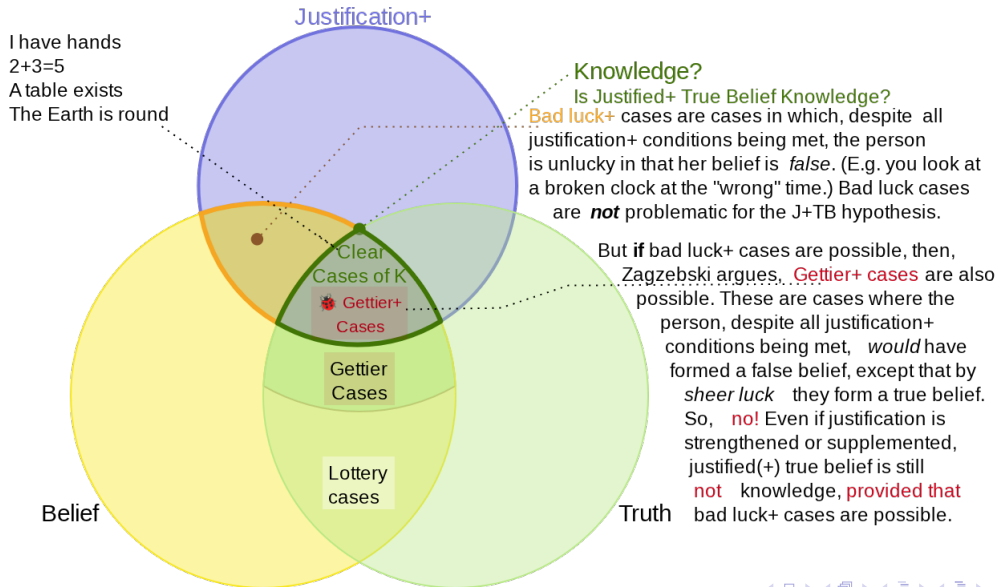 Justification+
I have hands
2+3=5
A table exists
The Earth is round
Knowledge?
Is Justified+ True Belief Knowledge?
Bad luck+ cases are cases in which, despite all
justification+ conditions being met, the person
is unlucky in that her belief is false. (E.g. you look at
a broken clock at the "wrong" time.) Bad luck cases
are not problematic for the J+TB hypothesis.
But if bad luck+ cases are possible, then,
Zagzebski argues, Gettier+ cases are also
possible. These are cases where the
person, despite all justification+
conditions being met, would have
formed a false belief, except that by
sheer luck they form a true belief.
So, no! Even if justification is
strengthened or supplemented,
justified(+) true belief is still
not knowledge, provided that
bad luck+ cases are possible.
Clear
Cases of K
Gettier+
Cases
Gettier
Cases
Lottery
cases
Belief
Truth